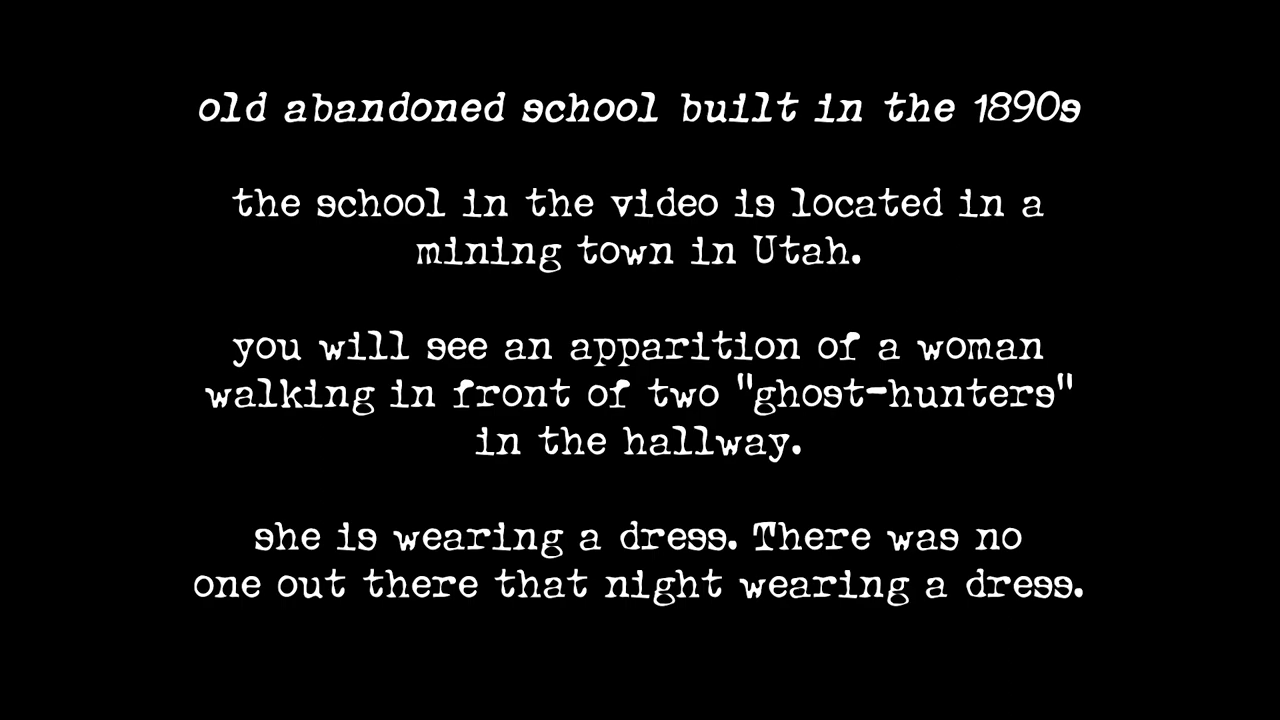 old abandoned school built in the 1890s
the school in the video is located in a
mining town in Utah.
you will see an apparition of a woman
walking in front of two "ghost-hunters"
in the hallway.
she is wearing a dress. There was no
one out there that night wearing a dress.